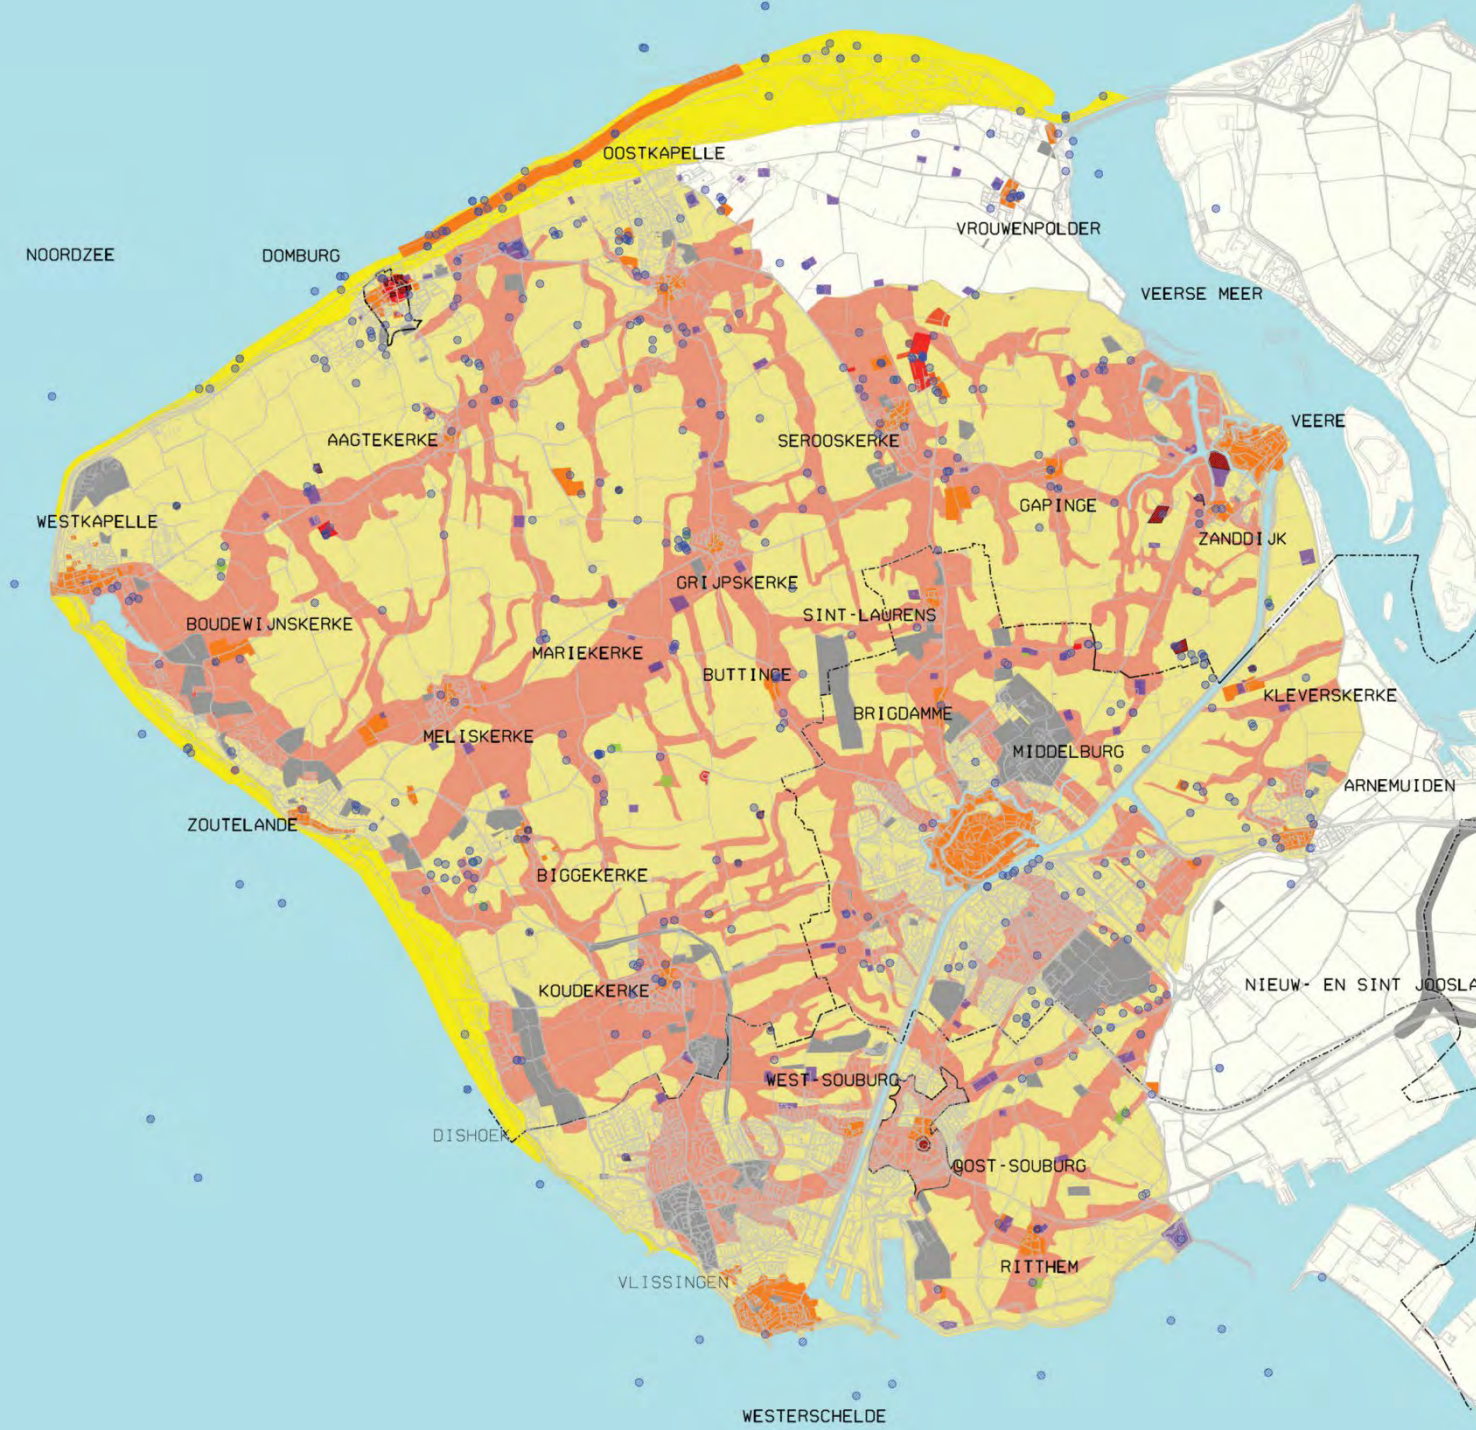 OOSTKAPELLE
VROUWENPOLDER
NOORDZEE
DOMBURG
VEERSE MEER
VEERE
AAGTEKERKE
SEROOSKERKE
GAPINGE
WESTKAPELLE
ZANDDIJK
GRIJPSKERKE
SINT-LAURENS
BOUDEWIJNSKERKE
MARIEKERKE
BUTTINGE
KLEVERSKERKE
BRIGDAMME
MELISKERKE
MIDDELBURG
ARNEMUIDEN
ZOUTELANDE
BIGGEKERKE
NIEUW- EN SINT JOOSLA
KOUDEKERKE
WEST-SOUBURG
DISHOEK
OOST-SOUBURG
RITTHEM
VLISSINGEN
WESTERSCHELDE